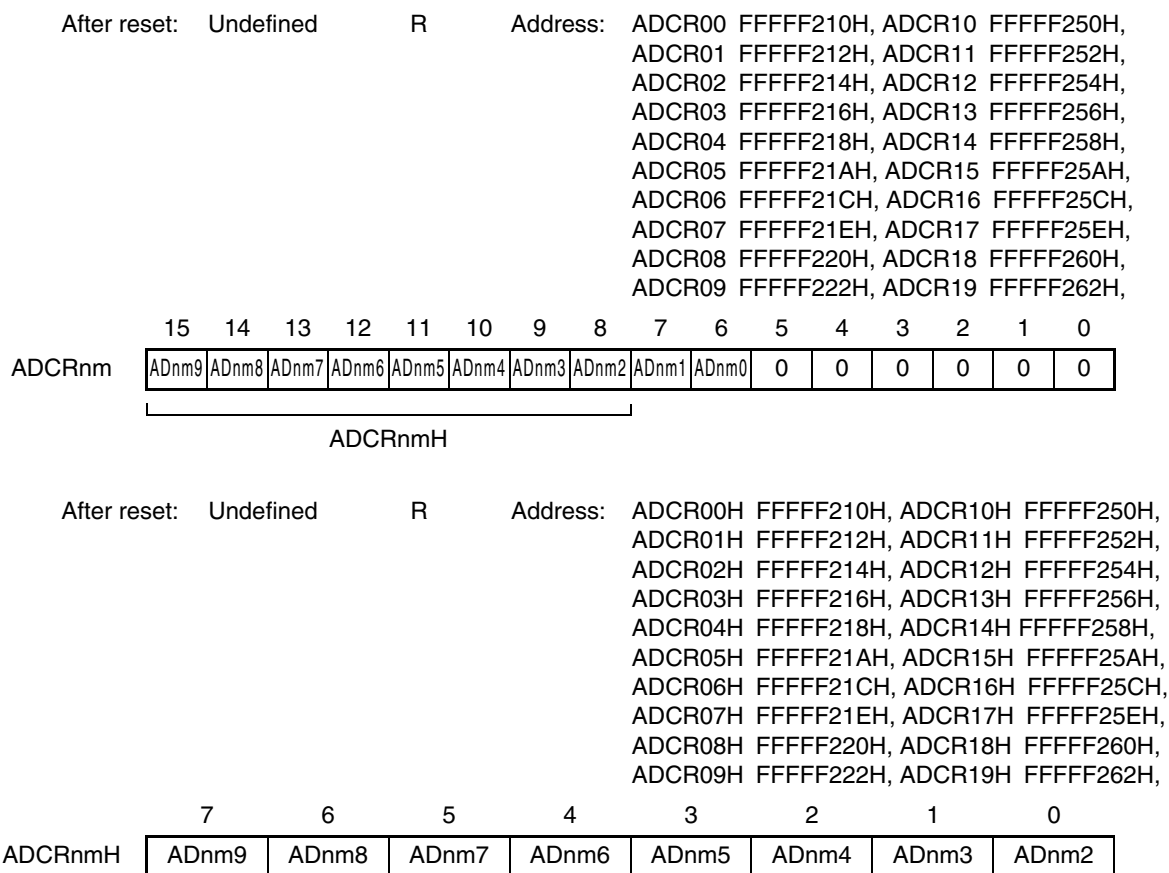 After reset: Undefined R Address: ADCR00 FFFFF210H, ADCR10 FFFFF250H,
ADCR01 FFFFF212H, ADCR11 FFFFF252H,
ADCR02 FFFFF214H, ADCR12 FFFFF254H,
ADCR03 FFFFF216H, ADCR13 FFFFF256H,
ADCR04 FFFFF218H, ADCR14 FFFFF258H,
ADCR05 FFFFF21AH, ADCR15 FFFFF25AH,
ADCR06 FFFFF21CH, ADCR16 FFFFF25CH,
ADCR07 FFFFF21EH, ADCR17 FFFFF25EH,
ADCR08 FFFFF220H, ADCR18 FFFFF260H,
ADCR09 FFFFF222H, ADCR19 FFFFF262H,
15 14 13 12 11 10 9 8 7 6 5 4 3 2 1 0
ADCRnm ADnm9 ADnm8 ADnm7 ADnm6 ADnm5 ADnm4 ADnm3 ADnm2 ADnm1 ADnm0 0 0 0 0 0 0
ADCRnmH
After reset: Undefined R Address: ADCR00H FFFFF210H, ADCR10H FFFFF250H,
ADCR01H FFFFF212H, ADCR11H FFFFF252H,
ADCR02H FFFFF214H, ADCR12H FFFFF254H,
ADCR03H FFFFF216H, ADCR13H FFFFF256H,
ADCR04H FFFFF218H, ADCR14H FFFFF258H,
ADCR05H FFFFF21AH, ADCR15H FFFFF25AH,
ADCR06H FFFFF21CH, ADCR16H FFFFF25CH,
ADCR07H FFFFF21EH, ADCR17H FFFFF25EH,
ADCR08H FFFFF220H, ADCR18H FFFFF260H,
ADCR09H FFFFF222H, ADCR19H FFFFF262H,
7 6 5 4 3 2 1 0
ADCRnmH ADnm9 ADnm8 ADnm7 ADnm6 ADnm5 ADnm4 ADnm3 ADnm2